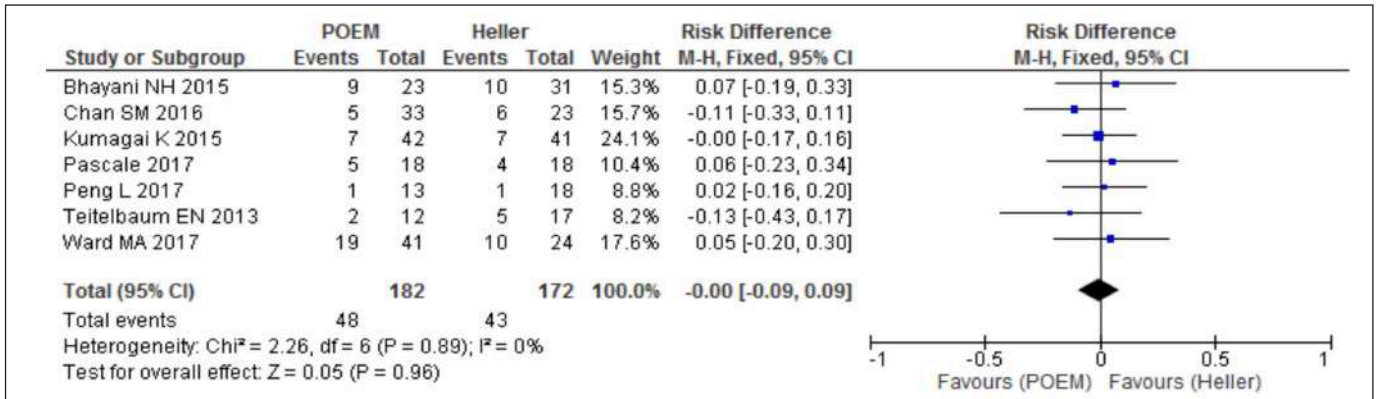 POEM Heller Risk Difference Risk Difference
Study or Subgroup Events Total Events Total Weight M-H, Fixed, 95% CI M-H, Fixed, 95% CI
Bhayani NH 2015 9 23 10 31 15.3% 0.07 [-0.19, 0.33]
Chan SM 2016 5 33 6 23 15.7% -0.11 [-0.33, 0.11]
Kumagai K 2015 7 42 7 41 24.1% -0.00 [-0.17, 0.16]
Pascale 2017 5 18 4 18 10.4% 0.06 [-0.23, 0.34]
Peng L 2017 1 13 1 18 8.8% 0.02 [-0.16, 0.20]
Teitelbaum EN 2013 2 12 5 17 8.2% -0.13 [-0.43, 0.17]
Ward MA 2017 19 41 10 24 17.6% 0.05 [-0.20, 0.30]
Total (95% CI) 182 172 100.0% -0.00 [-0.09, 0.09]
Total events 48 43
Heterogeneity: Chi² = 2.26, df = 6 (P = 0.89); I² = 0%
Test for overall effect: Z = 0.05 (P = 0.96)
-1 -0.5 0 0.5 1
Favours (POEM) Favours (Heller)